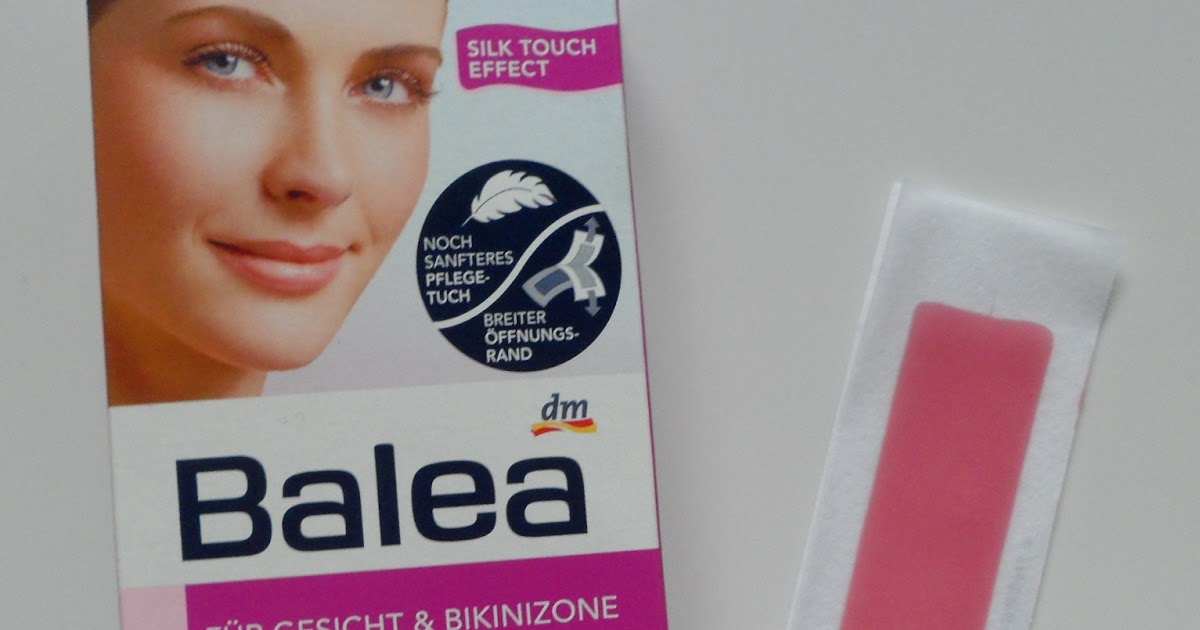 SILK TOUCH
EFFECT
NOCH
SANFTERES
PFLEGE-
TUCH
BREITER
ÖFFNUNGS-
RAND
dm
Balea
FÜR GESICHT & BIKINIZONE